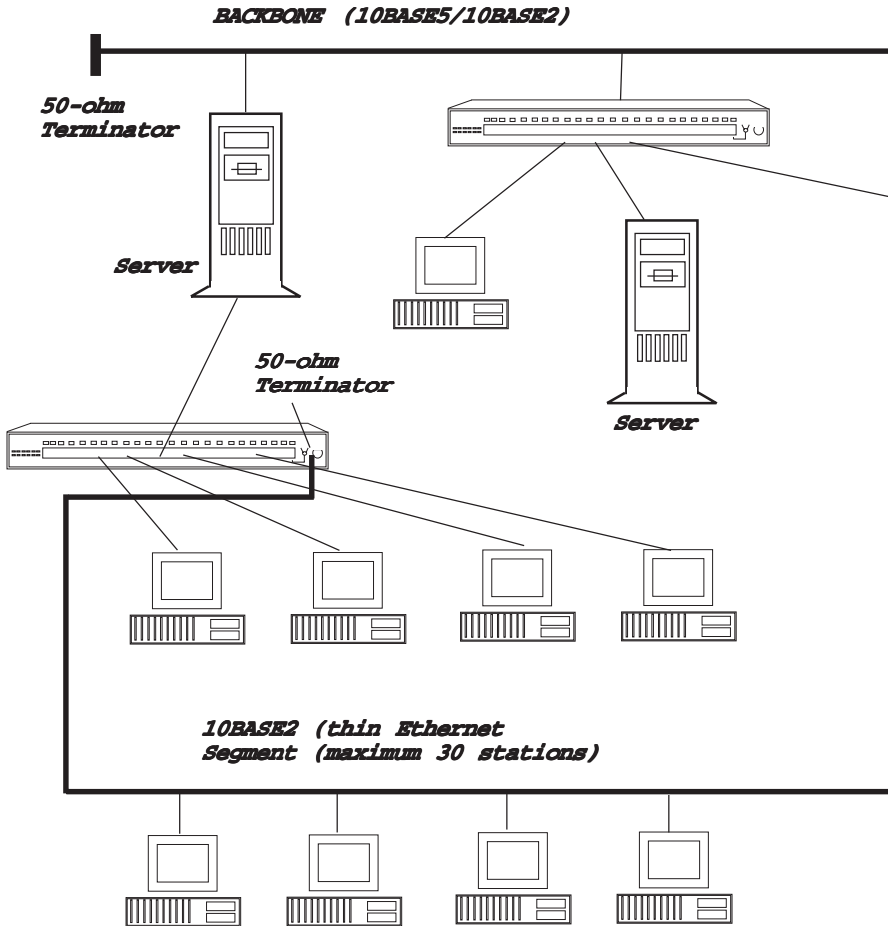 BACKBONE (10BASE5/10BASE2)
50-ohm
Terminator
Server
50-ohm
Terminator
Server
10BASE2 (thin Ethernet
Segment (maximum 30 stations)